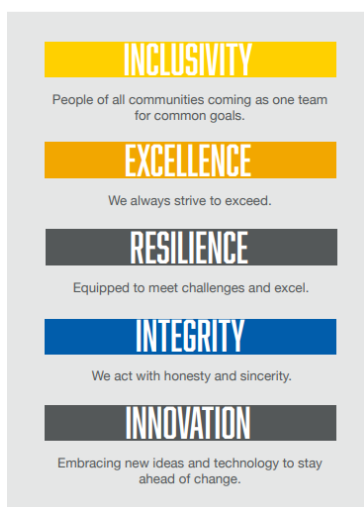 INCLUSIVITY
People of all communities coming as one team
for common goals.
EXCELLENCE
We always strive to exceed.
RESILIENCE
Equipped to meet challenges and excel.
INTEGRITY
We act with honesty and sincerity.
INNOVATION
Embracing new ideas and technology to stay
ahead of change.